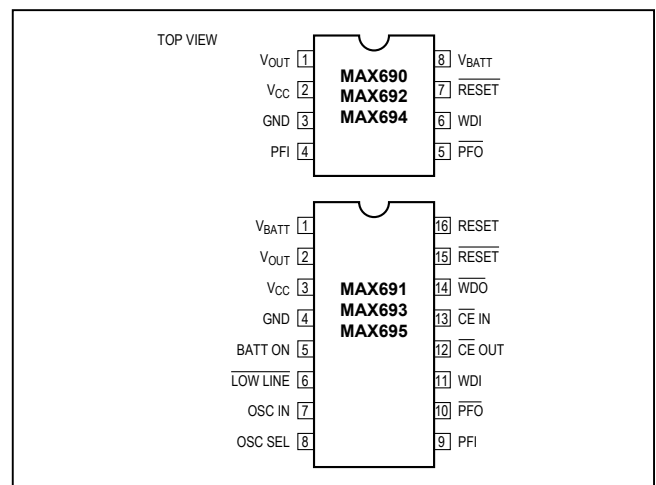 TOP VIEW
VOUT 1
VCC 2
GND 3
PFI 4
MAX690
MAX692
MAX694
8 VBATT
7 RESET
6 WDI
5 PFO
VBATT 1
VOUT 2
VCC 3
GND 4
BATT ON 5
LOW LINE 6
OSC IN 7
OSC SEL 8
MAX691
MAX693
MAX695
16 RESET
15 RESET
14 WDO
13 CE IN
12 CE OUT
11 WDI
10 PFO
9 PFI